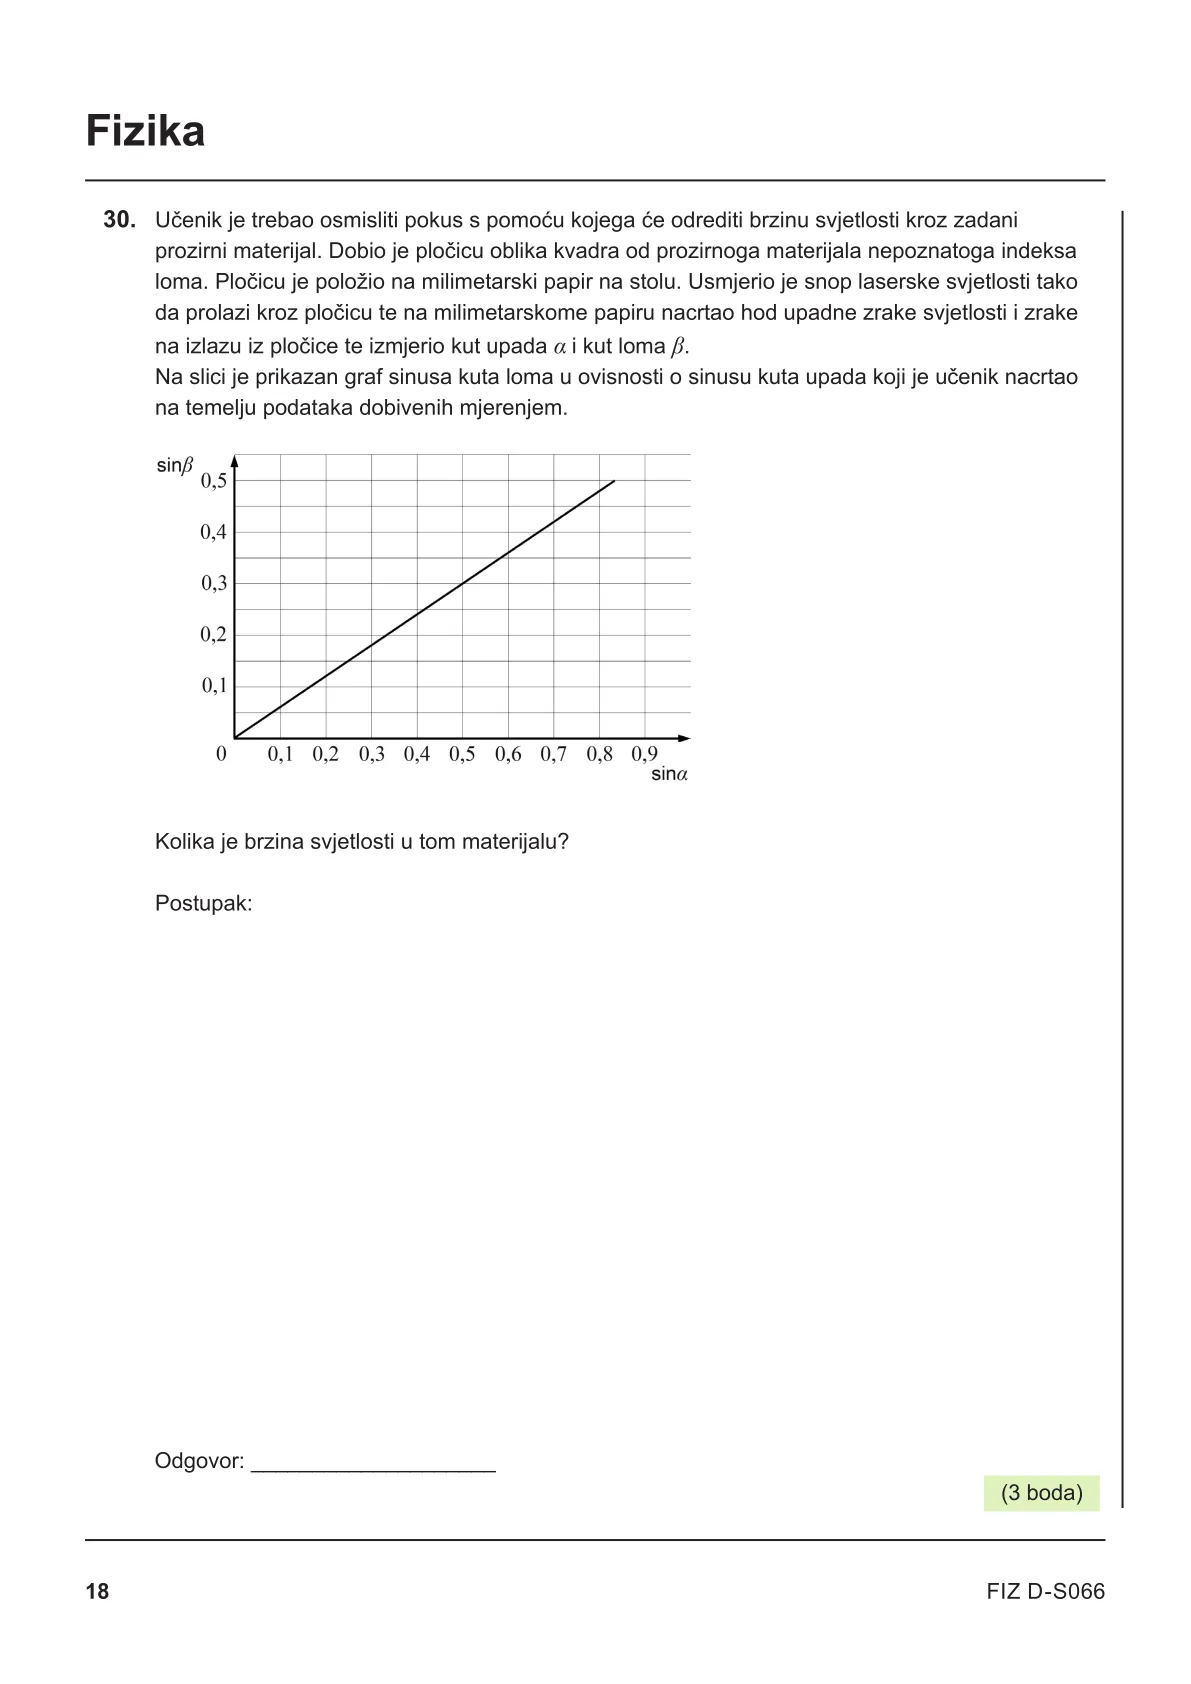 Fizika
30. Učenik je trebao osmisliti pokus s pomoću kojega će odrediti brzinu svjetlosti kroz zadani
prozirni materijal. Dobio je pločicu oblika kvadra od prozirnoga materijala nepoznatoga indeksa
loma. Pločicu je položio na milimetarski papir na stolu. Usmjerio je snop laserske svjetlosti tako
da prolazi kroz pločicu te na milimetarskome papiru nacrtao hod upadne zrake svjetlosti i zrake
na izlazu iz pločice te izmjerio kut upada α i kut loma β.
Na slici je prikazan graf sinusa kuta loma u ovisnosti o sinusu kuta upada koji je učenik nacrtao
na temelju podataka dobivenih mjerenjem.
sinβ
0,5
0,4
0,3
0,2
0,1
0 0,1 0,2 0,3 0,4 0,5 0,6 0,7 0,8 0,9
sinα
Kolika je brzina svjetlosti u tom materijalu?
Postupak:
Odgovor: ____________________
(3 boda)
18 FIZ D-S066